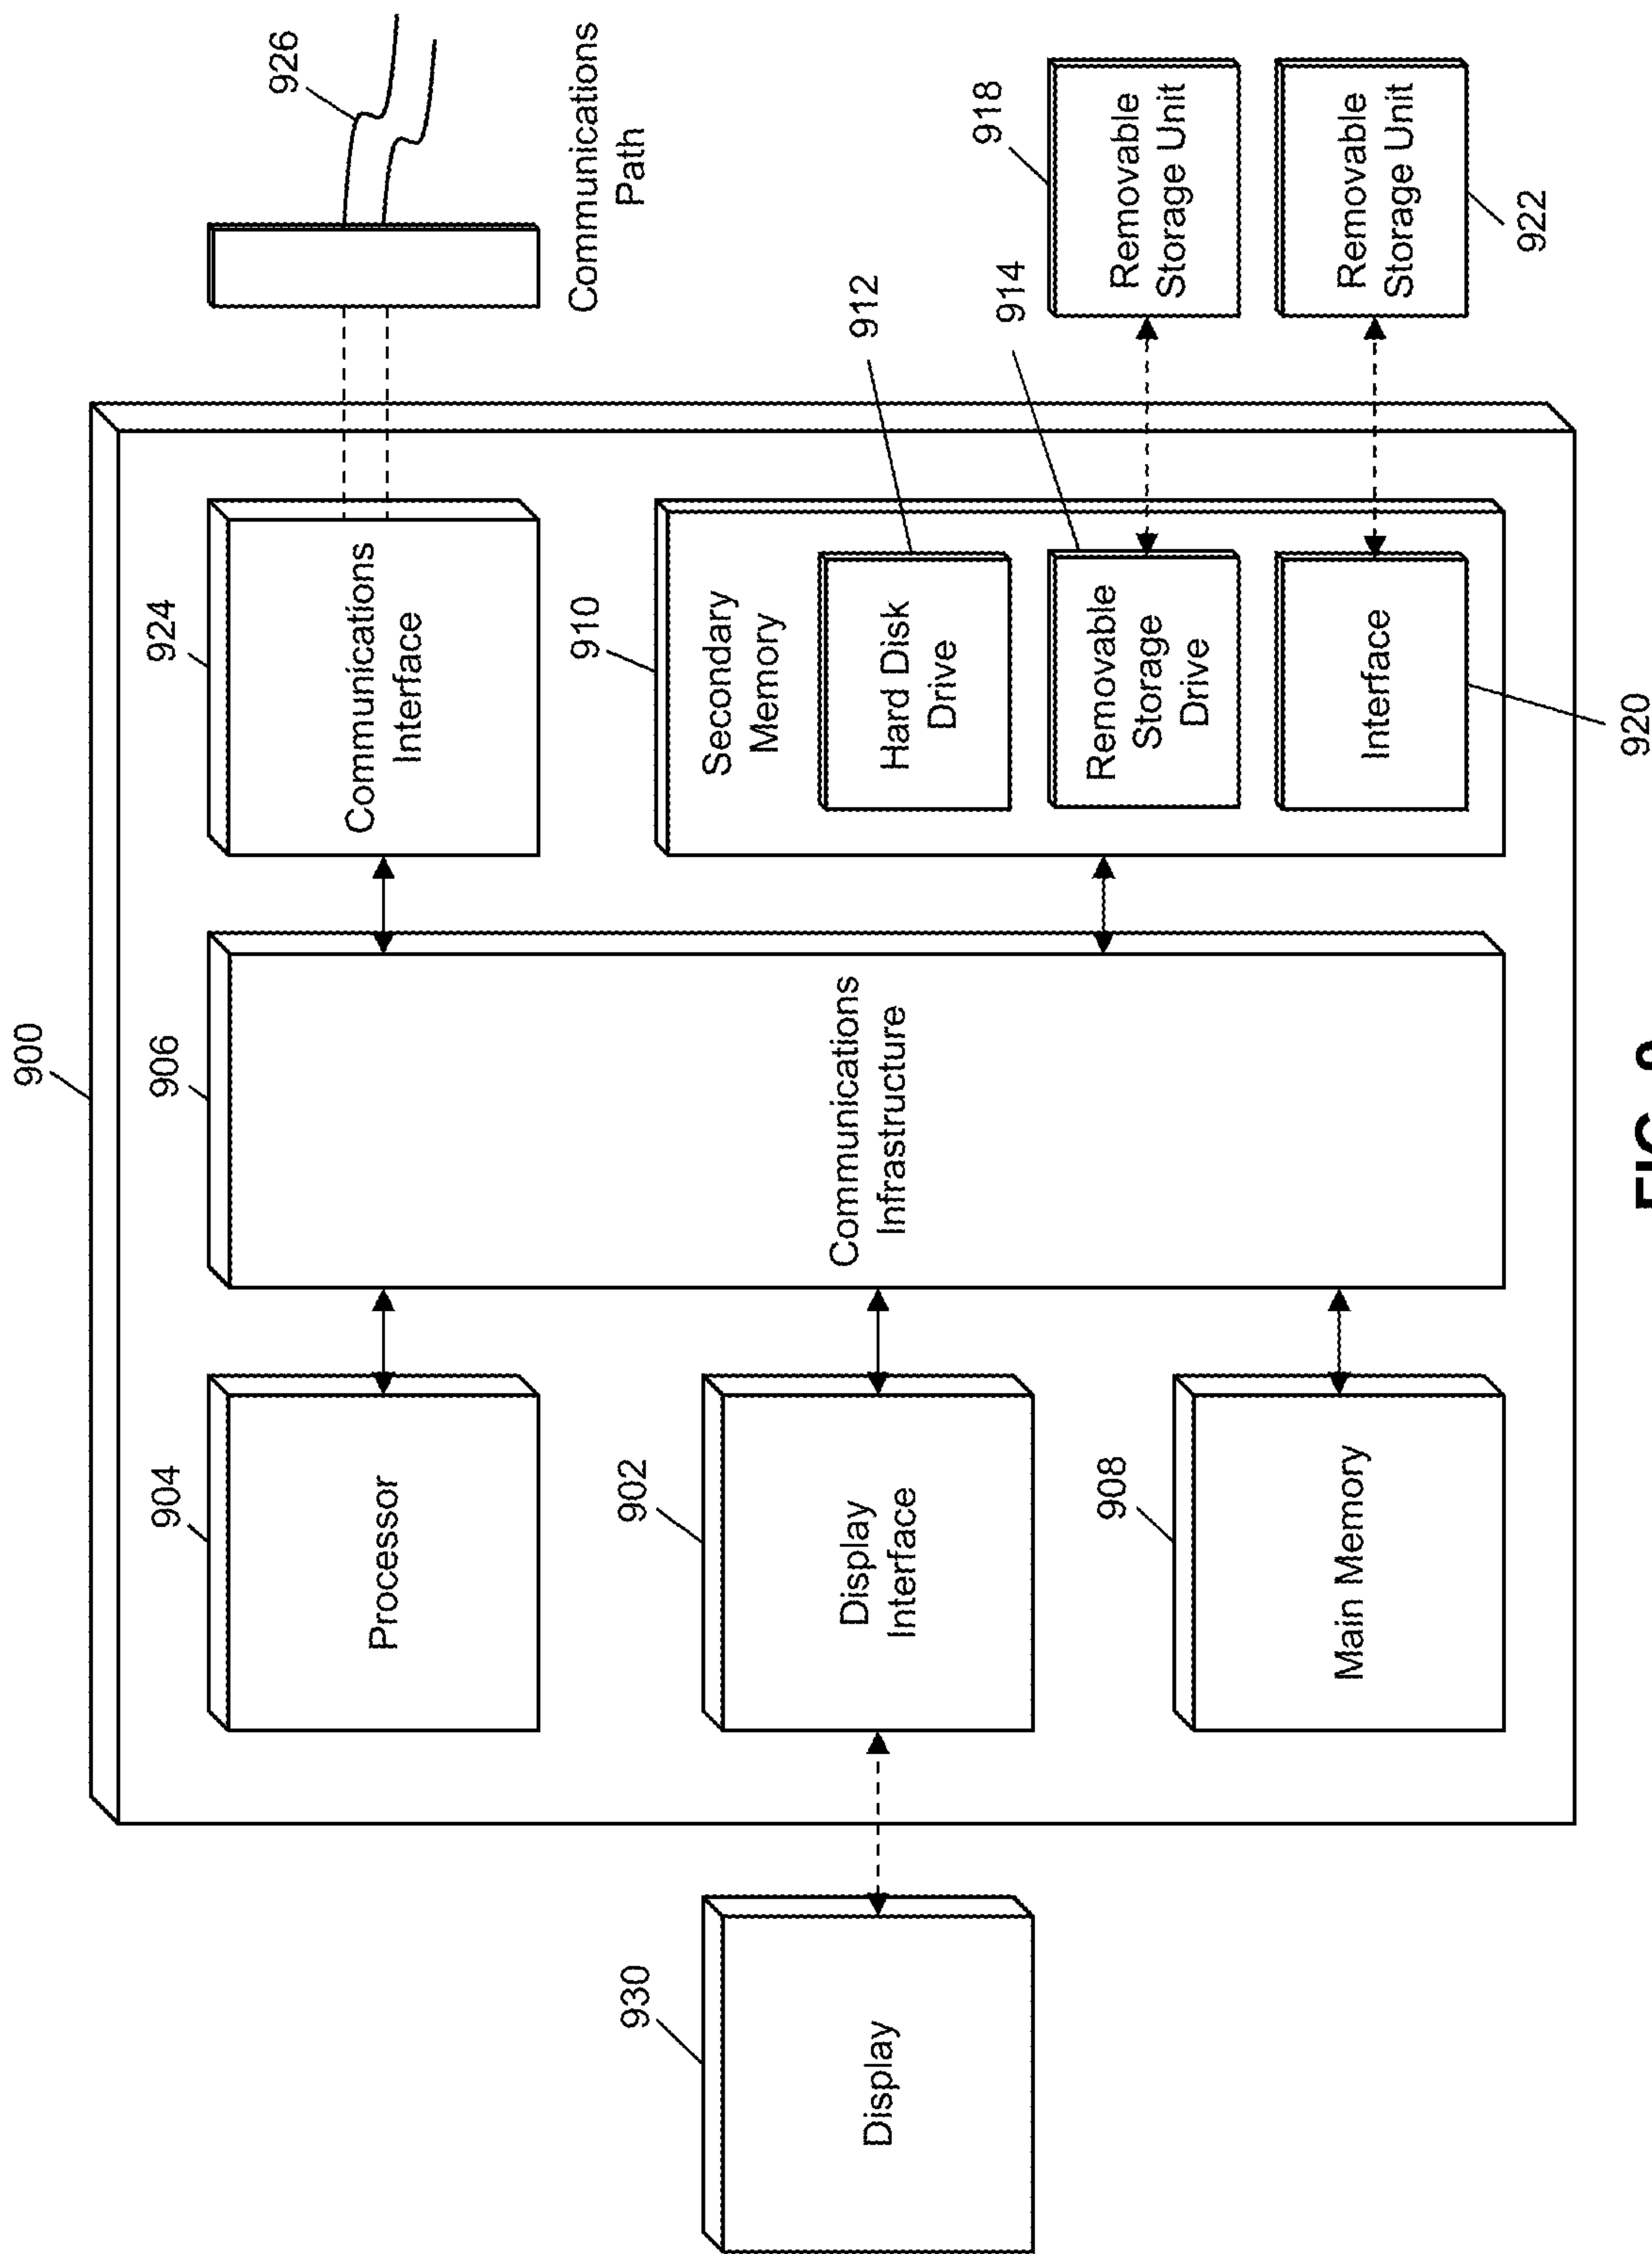 900
904
906
924
926
Processor
Communications
Interface
Communications
Path
930
902
910
Display
Display
Interface
Communications
Infrastructure
Secondary
Memory
Hard Disk
Drive
912
918
914
908
Main Memory
Removable
Storage
Drive
Removable
Storage Unit
Interface
Removable
Storage Unit
922
920
FIG.